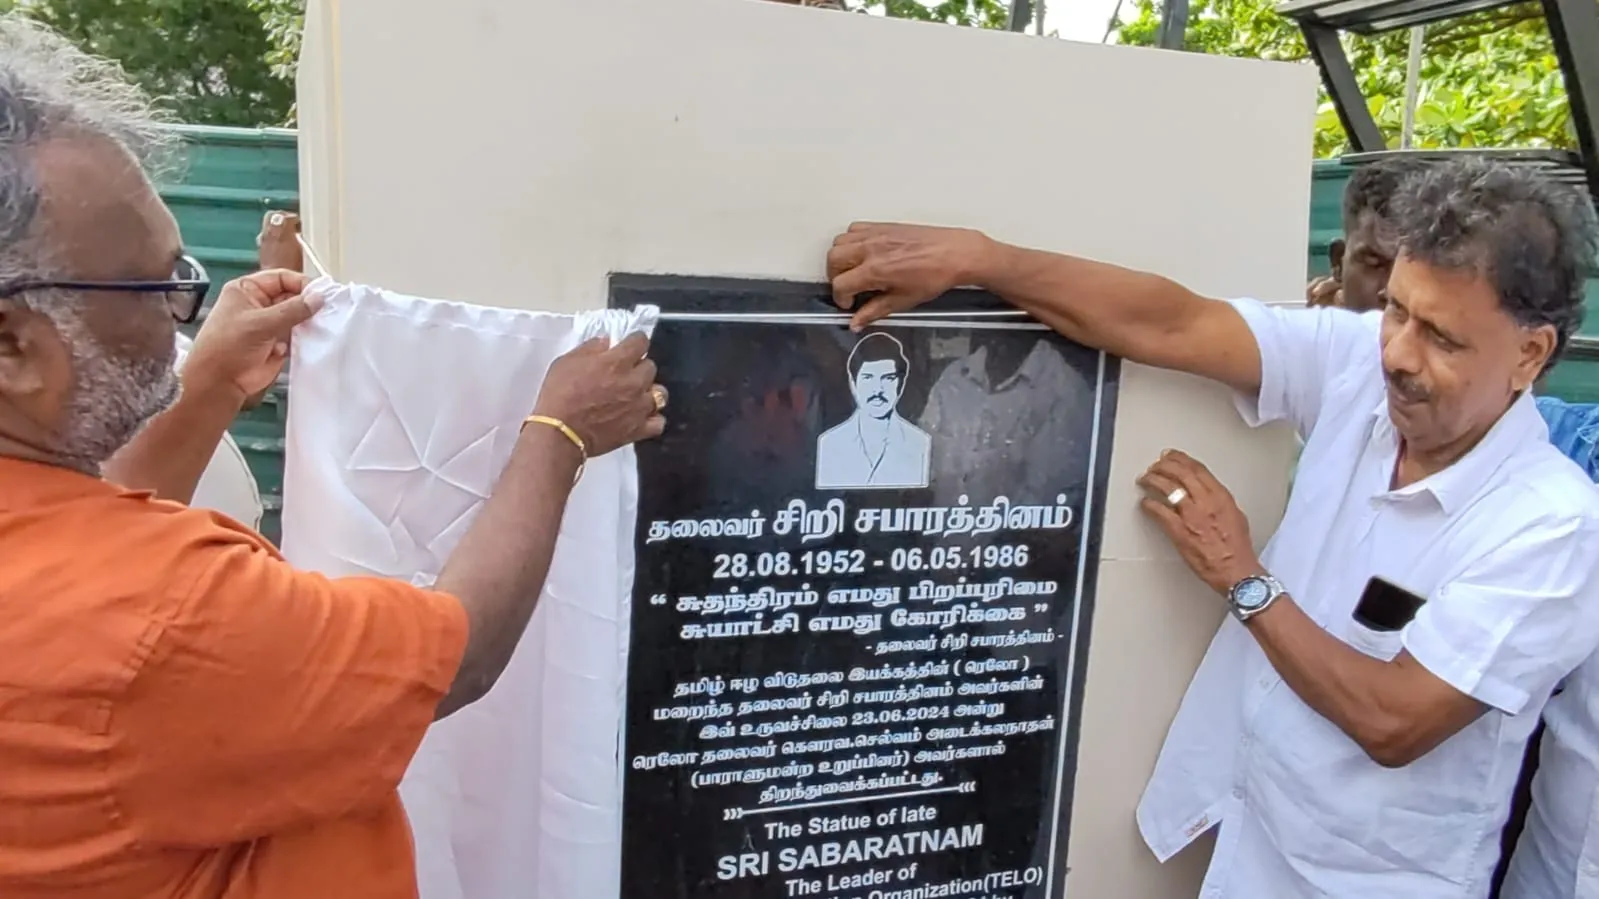 தலைவர் சிறி சபாரத்தினம்
28.08.1952 - 06.05.1986
“ சுதந்திரம் எமது பிறப்புரிமை
சுயாட்சி எமது கோரிக்கை ”
- தலைவர் சிறி சபாரத்தினம் -
தமிழ் ஈழ விடுதலை இயக்கத்தின் ( ரெலோ )
மறைந்த தலைவர் சிறி சபாரத்தினம் அவர்களின்
இவ் உருவச்சிலை 23.06.2024 அன்று
ரெலோ தலைவர் கௌரவ.செல்வம் அடைக்கலநாதன்
(பாராளுமன்ற உறுப்பினர்) அவர்களால்
திறந்துவைக்கப்பட்டது.
The Statue of late
SRI SABARATNAM
The Leader of
Organization(TELO)